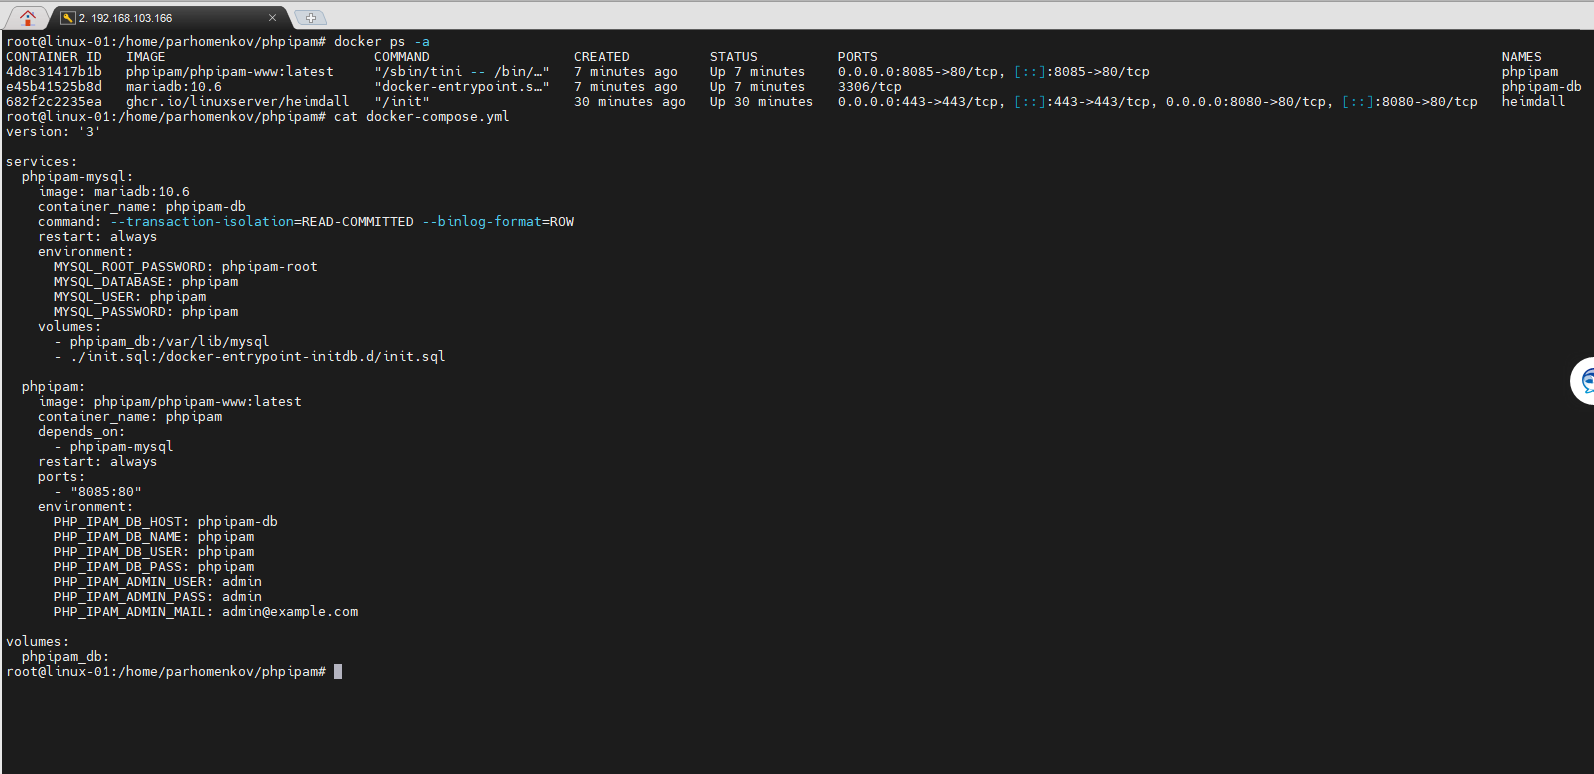 2. 192.168.103.166
root@linux-01:/home/parhomenkov/phpipam# docker ps -a
CONTAINER ID   IMAGE                          COMMAND                  CREATED          STATUS          PORTS                                                                              NAMES
4d8c31417b1b   phpipam/phpipam-www:latest     "/sbin/tini -- /bin/…"   7 minutes ago    Up 7 minutes    0.0.0.0:8085->80/tcp, [::]:8085->80/tcp                                            phpipam
e45b41525b8d   mariadb:10.6                   "docker-entrypoint.s…"   7 minutes ago    Up 7 minutes    3306/tcp                                                                           phpipam-db
682f2c2235ea   ghcr.io/linuxserver/heimdall   "/init"                  30 minutes ago   Up 30 minutes   0.0.0.0:443->443/tcp, [::]:443->443/tcp, 0.0.0.0:8080->80/tcp, [::]:8080->80/tcp   heimdall
root@linux-01:/home/parhomenkov/phpipam# cat docker-compose.yml
version: '3'

services:
  phpipam-mysql:
    image: mariadb:10.6
    container_name: phpipam-db
    command: --transaction-isolation=READ-COMMITTED --binlog-format=ROW
    restart: always
    environment:
      MYSQL_ROOT_PASSWORD: phpipam-root
      MYSQL_DATABASE: phpipam
      MYSQL_USER: phpipam
      MYSQL_PASSWORD: phpipam
    volumes:
      - phpipam_db:/var/lib/mysql
      - ./init.sql:/docker-entrypoint-initdb.d/init.sql

  phpipam:
    image: phpipam/phpipam-www:latest
    container_name: phpipam
    depends_on:
      - phpipam-mysql
    restart: always
    ports:
      - "8085:80"
    environment:
      PHP_IPAM_DB_HOST: phpipam-db
      PHP_IPAM_DB_NAME: phpipam
      PHP_IPAM_DB_USER: phpipam
      PHP_IPAM_DB_PASS: phpipam
      PHP_IPAM_ADMIN_USER: admin
      PHP_IPAM_ADMIN_PASS: admin
      PHP_IPAM_ADMIN_MAIL: admin@example.com

volumes:
  phpipam_db:
root@linux-01:/home/parhomenkov/phpipam#